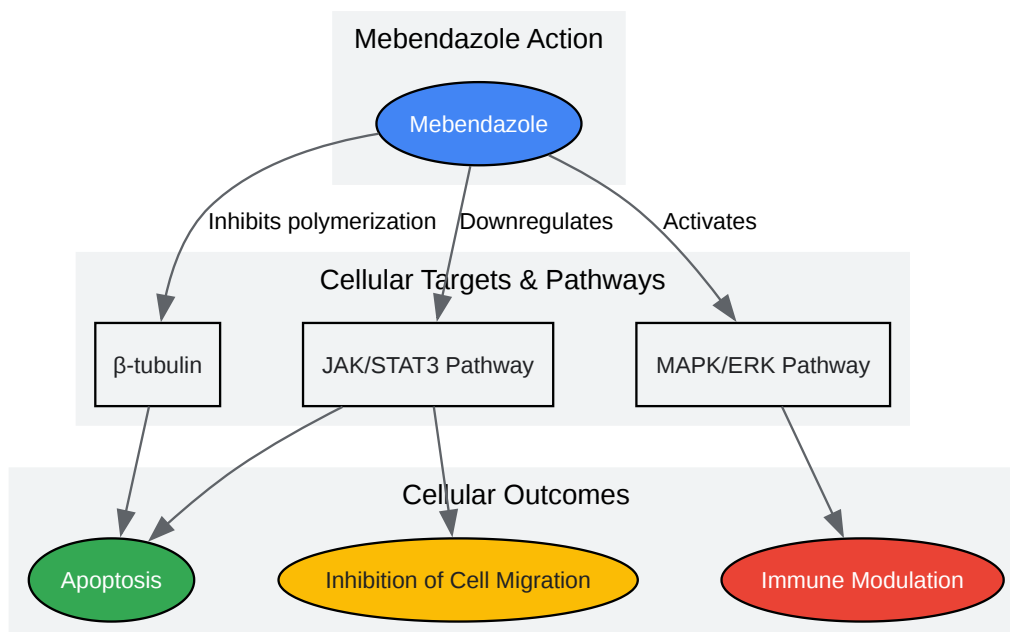 Mebendazole Action
Mebendazole
Inhibits polymerization
Downregulates
Activates
Cellular Targets & Pathways
β-tubulin
JAK/STAT3 Pathway
MAPK/ERK Pathway
Cellular Outcomes
Apoptosis
Inhibition of Cell Migration
Immune Modulation